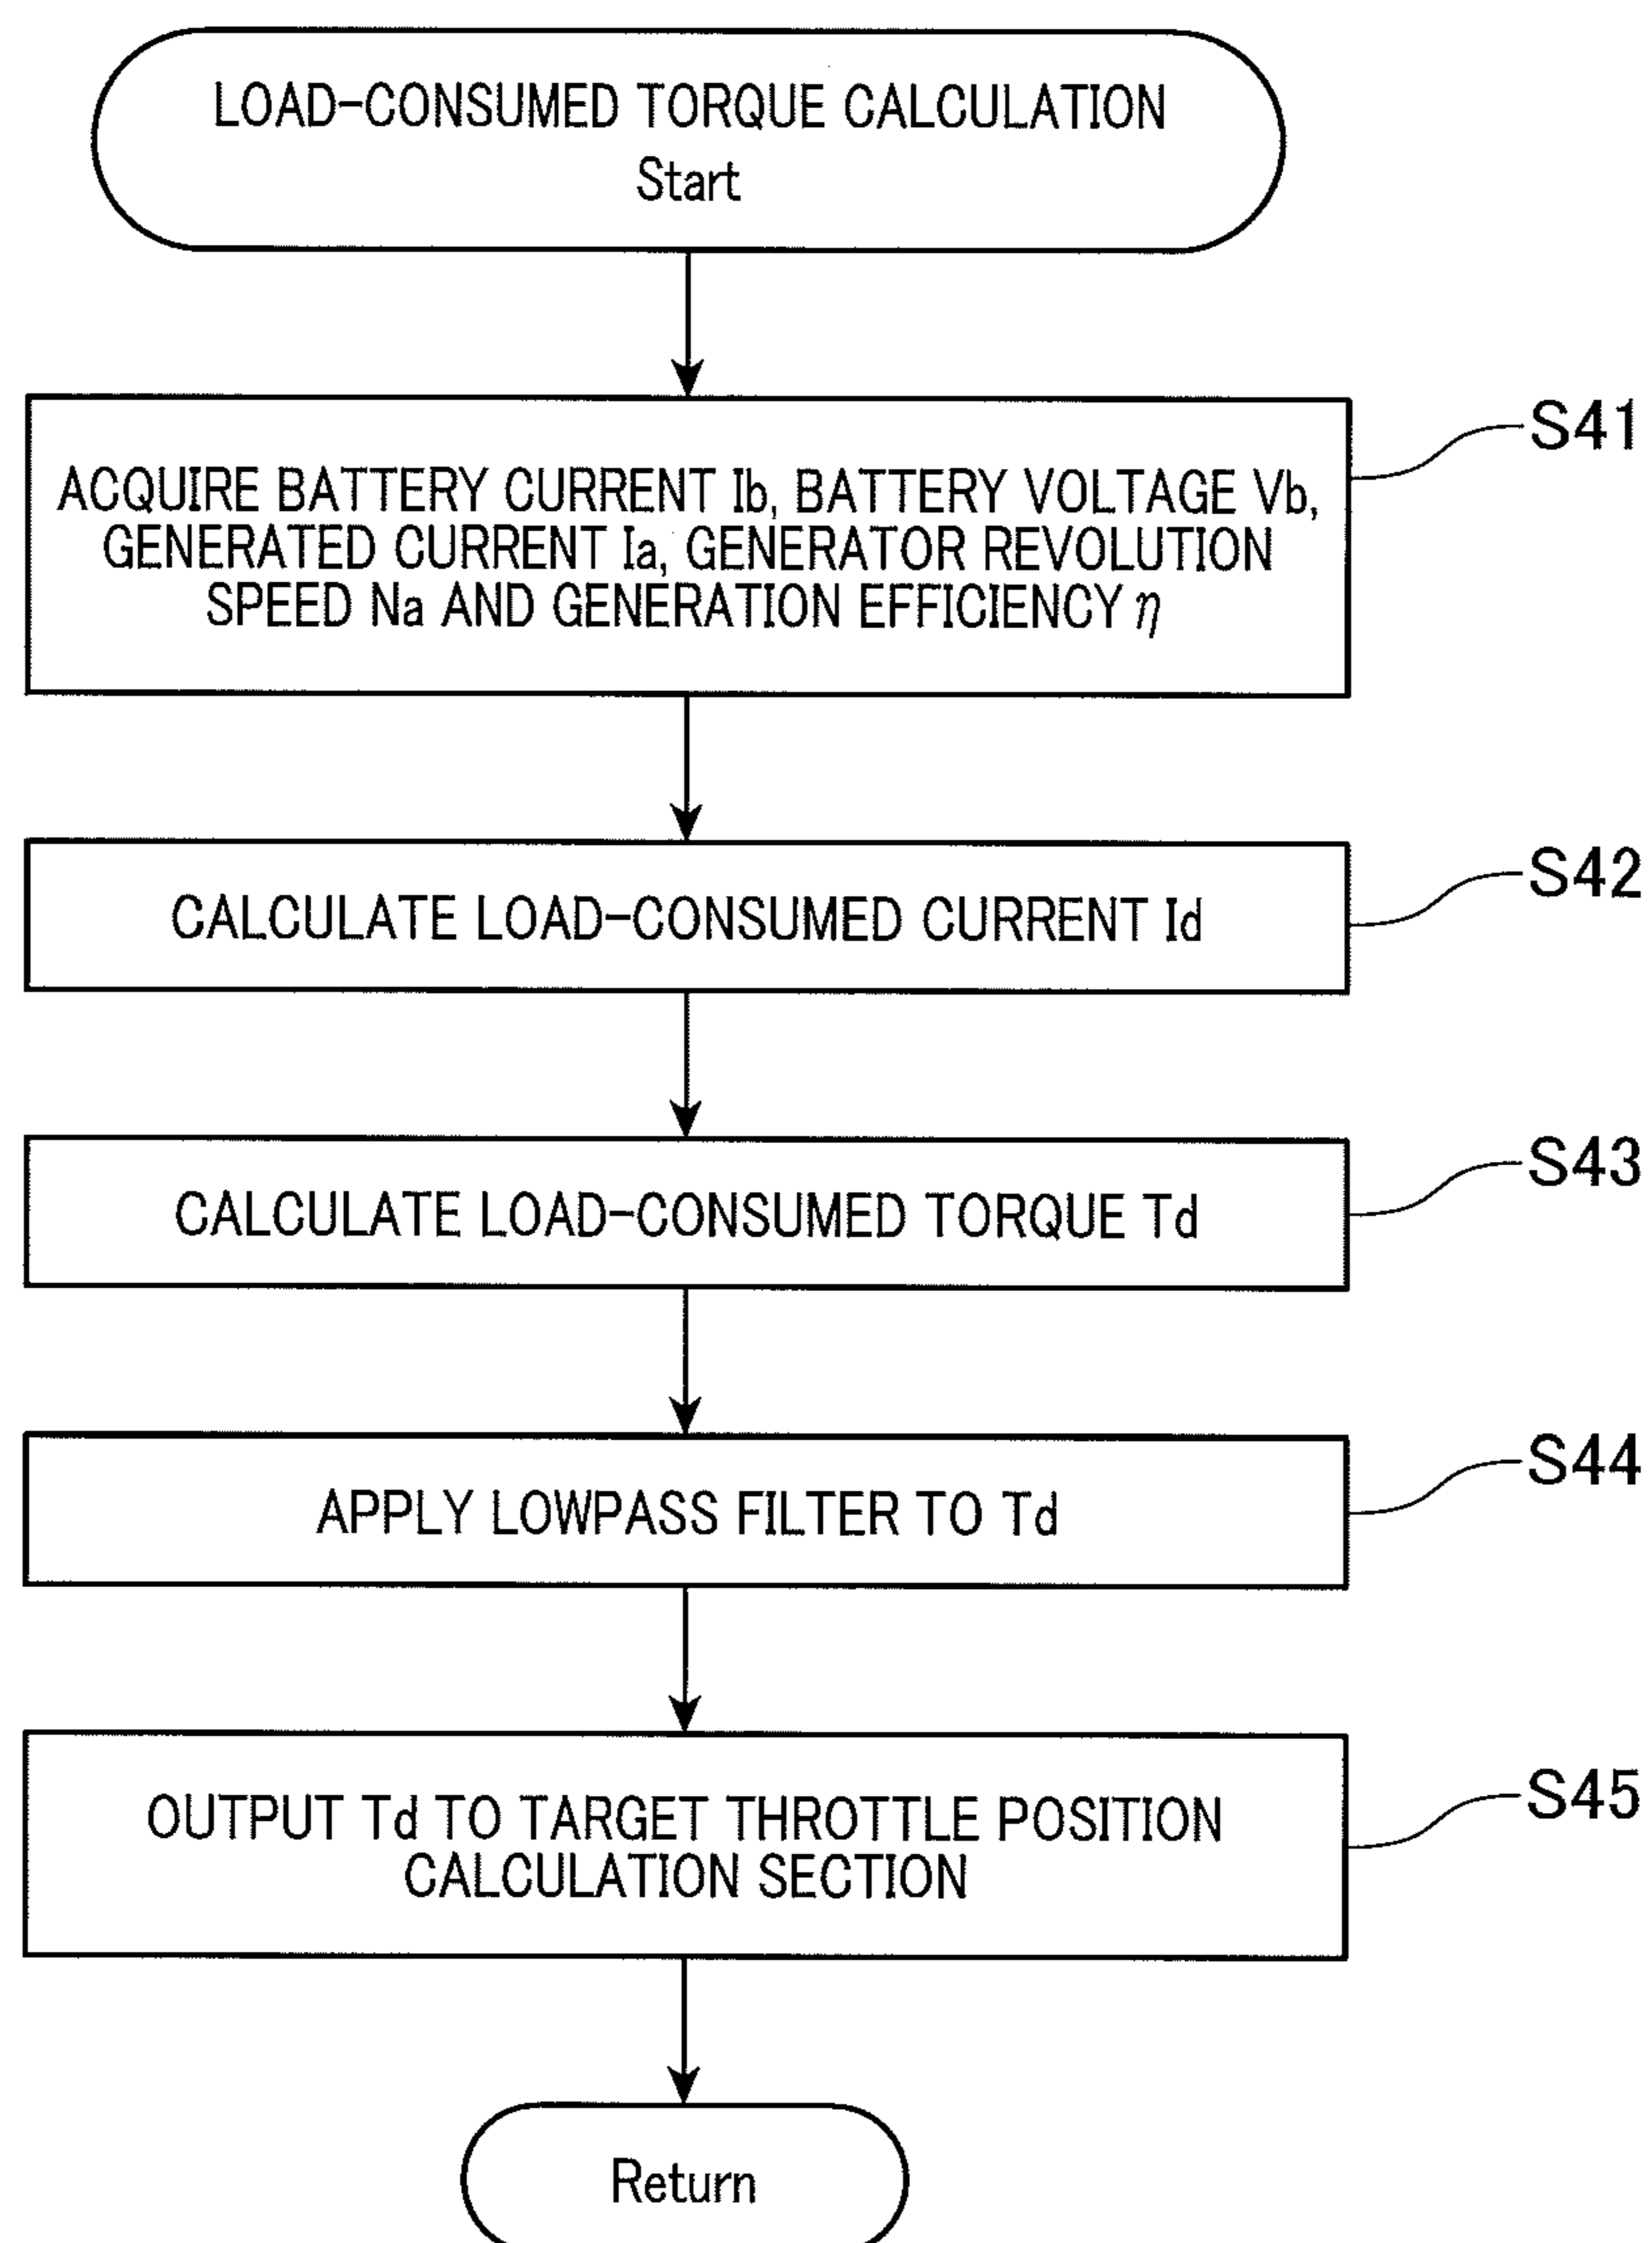 LOAD-CONSUMED TORQUE CALCULATION
Start
S41
ACQUIRE BATTERY CURRENT Ib, BATTERY VOLTAGE Vb,
GENERATED CURRENT Ia, GENERATOR REVOLUTION
SPEED Na AND GENERATION EFFICIENCY η
S42
CALCULATE LOAD-CONSUMED CURRENT Id
S43
CALCULATE LOAD-CONSUMED TORQUE Td
S44
APPLY LOWPASS FILTER TO Td
S45
OUTPUT Td TO TARGET THROTTLE POSITION
CALCULATION SECTION
Return